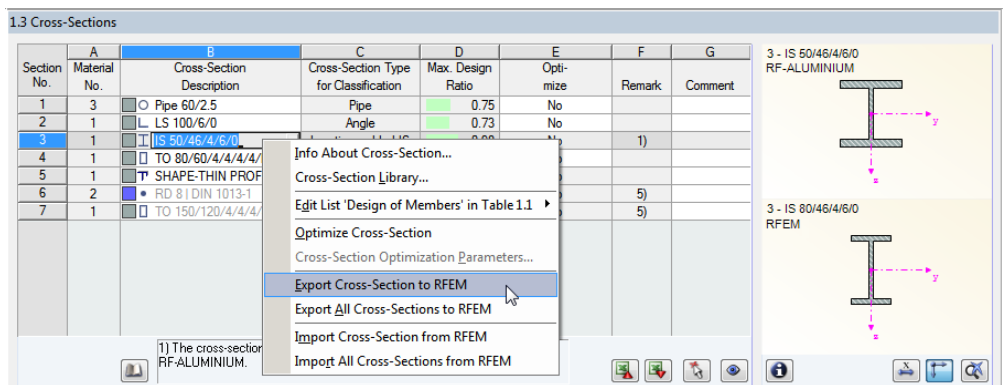 1.3 Cross-Sections
A B C D E F G
Section Material Cross-Section Cross-Section Type Max. Design Opti-
No. No. Description for Classification Ratio mize Remark Comment
1 3 Pipe 60/2.5 Pipe 0.75 No
2 1 LS 100/6/0 Angle 0.73 No
3 1 IS 50/46/4/6/0 1)
4 1 TO 80/60/4/4/4/4/
5 1 SHAPE-THIN PROF
6 2 RD 8 | DIN 1013-1 5)
7 1 TO 150/120/4/4/4/ 5)
Info About Cross-Section...
Cross-Section Library...
Edit List 'Design of Members' in Table 1.1
Optimize Cross-Section
Cross-Section Optimization Parameters...
Export Cross-Section to RFEM
Export All Cross-Sections to RFEM
Import Cross-Section from RFEM
Import All Cross-Sections from RFEM
1) The cross-section
RF-ALUMINIUM.
3 - IS 50/46/4/6/0
RF-ALUMINIUM
y
z
3 - IS 80/46/4/6/0
RFEM
y
z